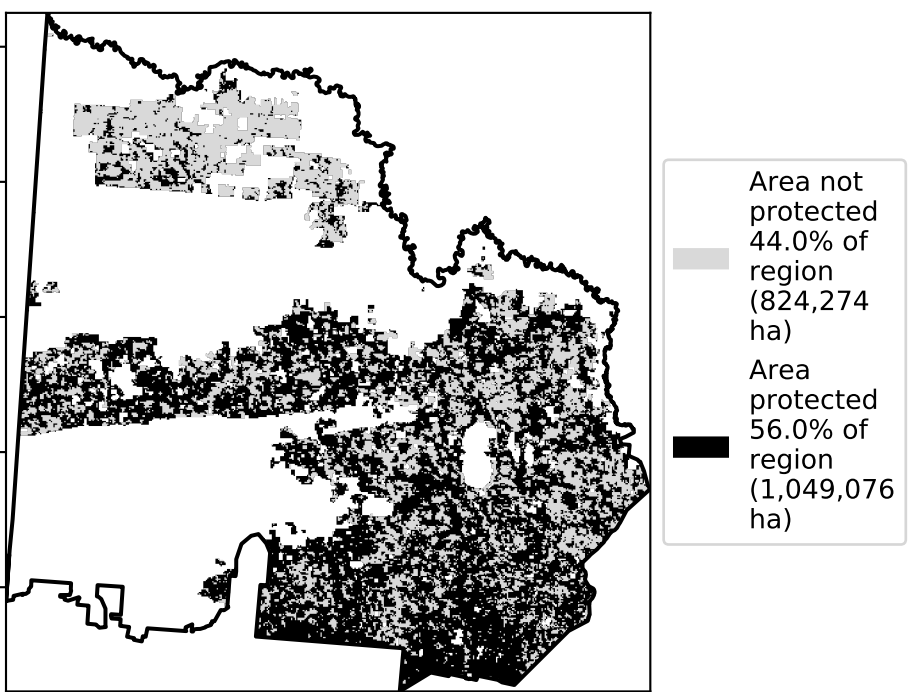 Area not
protected
44.0% of
region
(824,274
ha)
Area
protected
56.0% of
region
(1,049,076
ha)